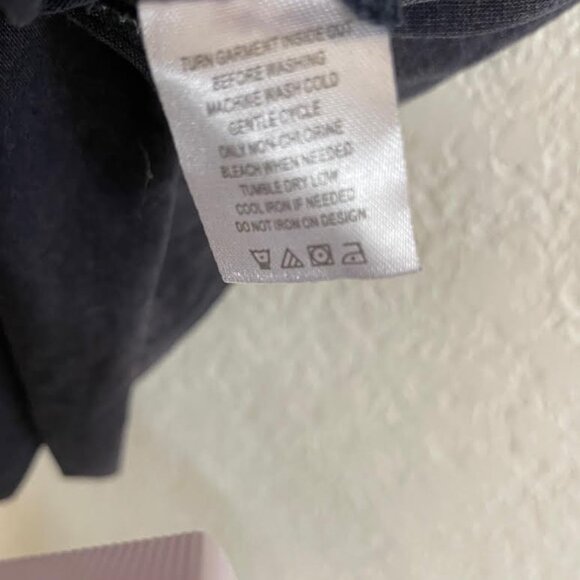 TURN GARMENT INSIDE OUT
BEFORE WASHING
MACHINE WASH COLD
GENTLE CYCLE
ONLY NON-CHLORINE
BLEACH WHEN NEEDED
TUMBLE DRY LOW
COOL IRON IF NEEDED
DO NOT IRON ON DESIGN